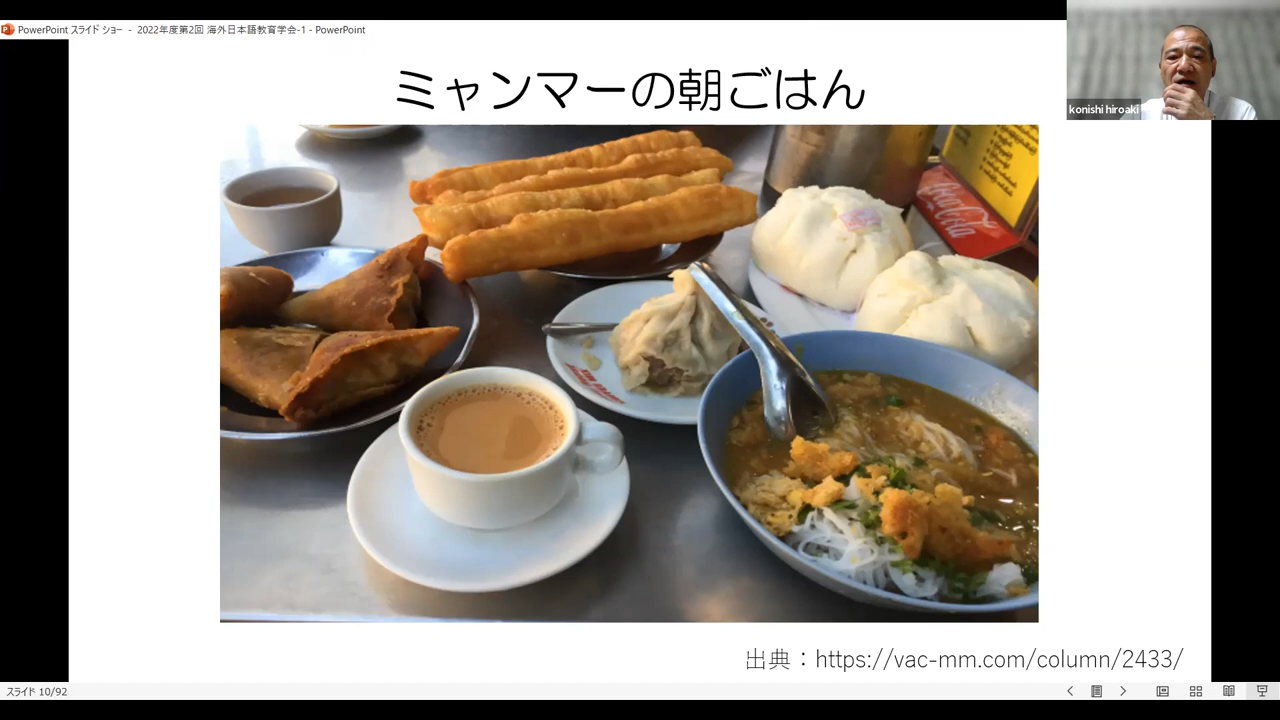 PowerPoint スライド ショー - 2022年度第2回 海外日本語教育学会-1 - PowerPoint
konishi hiroaki
ミャンマーの朝ごはん
Coca-Cola
出典：https://vac-mm.com/column/2433/
スライド 10/92